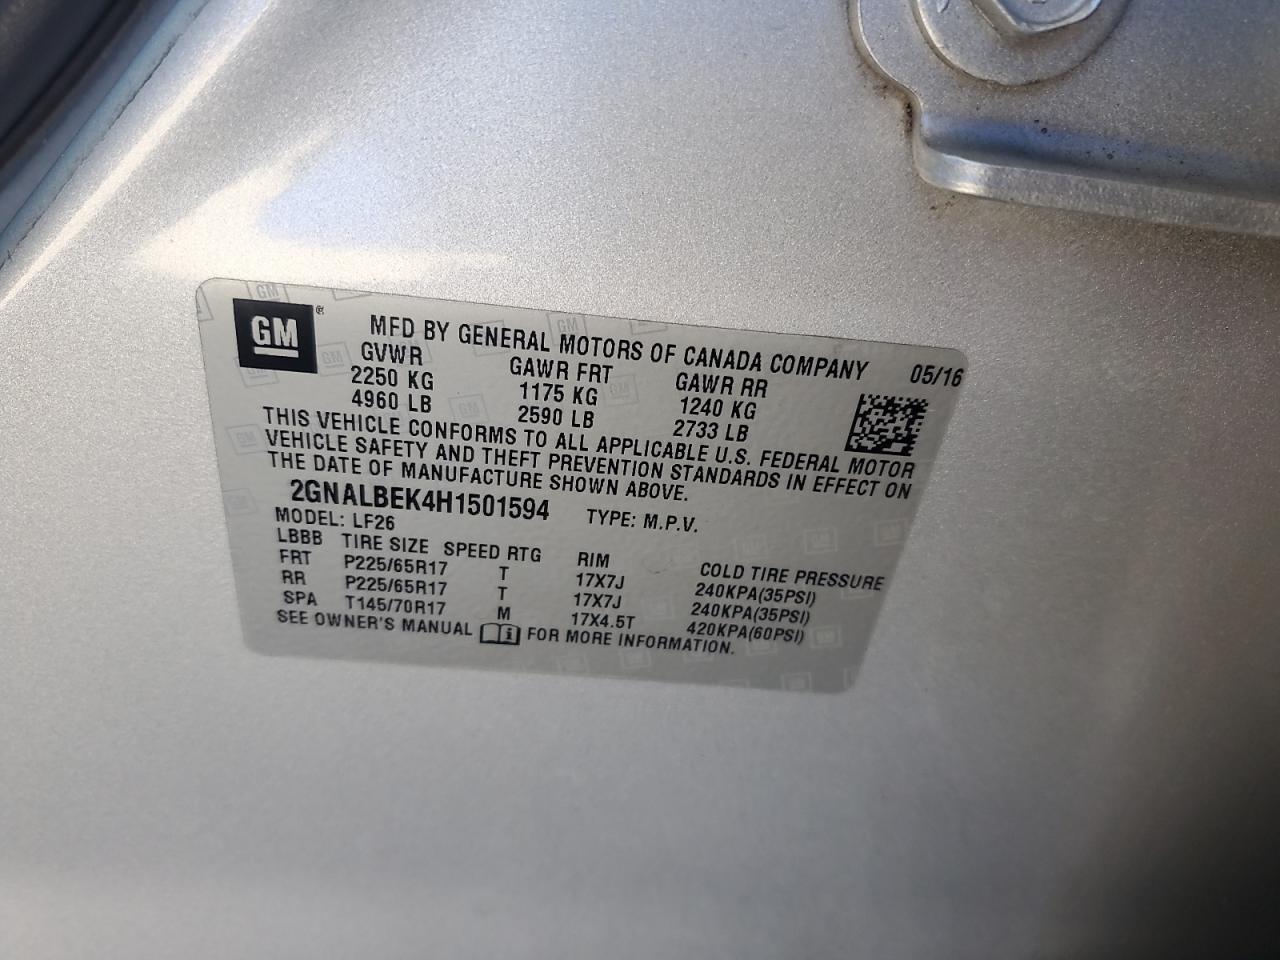 GM ®
MFD BY GENERAL MOTORS OF CANADA COMPANY 05/16
GVWR GAWR FRT GAWR RR
2250 KG 1175 KG 1240 KG
4960 LB 2590 LB 2733 LB
THIS VEHICLE CONFORMS TO ALL APPLICABLE U.S. FEDERAL MOTOR
VEHICLE SAFETY AND THEFT PREVENTION STANDARDS IN EFFECT ON
THE DATE OF MANUFACTURE SHOWN ABOVE.
2GNALBEK4H1501594 TYPE: M.P.V.
MODEL: LF26
LBBB TIRE SIZE SPEED RTG RIM COLD TIRE PRESSURE
FRT P225/65R17 T 17X7J 240KPA(35PSI)
RR P225/65R17 T 17X7J 240KPA(35PSI)
SPA T145/70R17 M 17X4.5T 420KPA(60PSI)
SEE OWNER'S MANUAL FOR MORE INFORMATION.